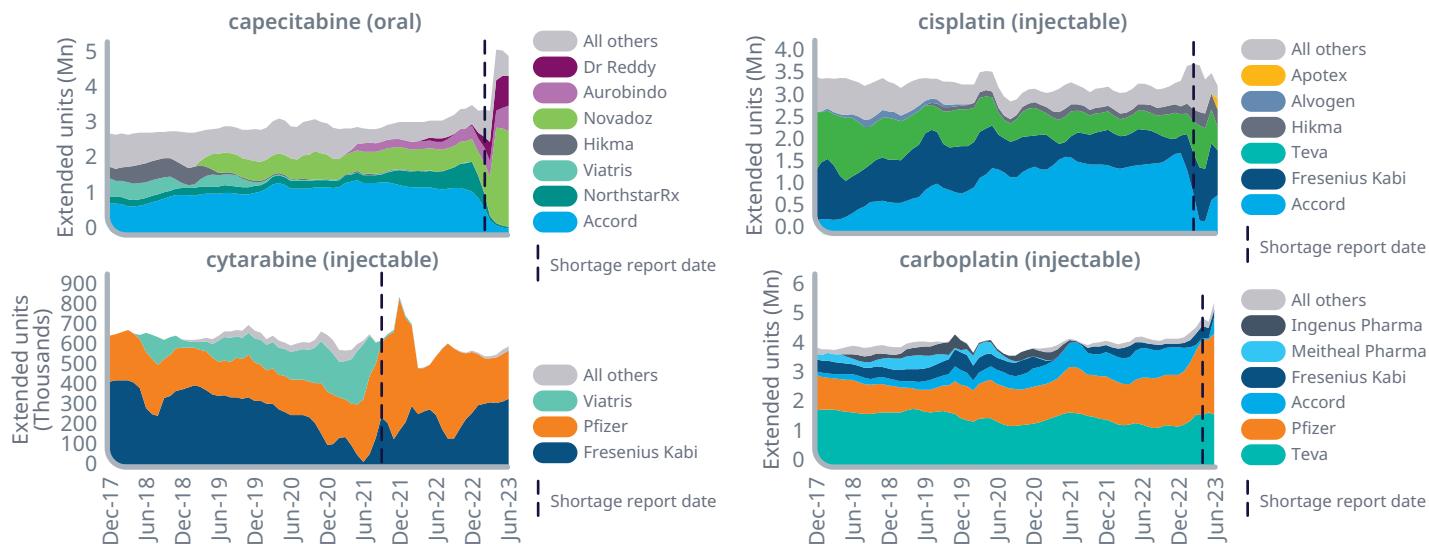 capecitabine (oral)
Extended units (Mn)
5
4
3
2
1
0
All others
Dr Reddy
Aurobindo
Novadoz
Hikma
Viatris
NorthstarRx
Accord
Shortage report date
cisplatin (injectable)
Extended units (Mn)
4.0
3.5
3.0
2.5
2.0
1.5
1.0
0.5
0.0
All others
Apotex
Alvogen
Hikma
Teva
Fresenius Kabi
Accord
Shortage report date
cytarabine (injectable)
Extended units
(Thousands)
900
800
700
600
500
400
300
200
100
0
Dec-17
Jun-18
Dec-18
Jun-19
Dec-19
Jun-20
Dec-20
Jun-21
Dec-21
Jun-22
Dec-22
Jun-23
All others
Viatris
Pfizer
Fresenius Kabi
Shortage report date
carboplatin (injectable)
Extended units (Mn)
6
5
4
3
2
1
0
Dec-17
Jun-18
Dec-18
Jun-19
Dec-19
Jun-20
Dec-20
Jun-21
Dec-21
Jun-22
Dec-22
Jun-23
All others
Ingenus Pharma
Meitheal Pharma
Fresenius Kabi
Accord
Pfizer
Teva
Shortage report date